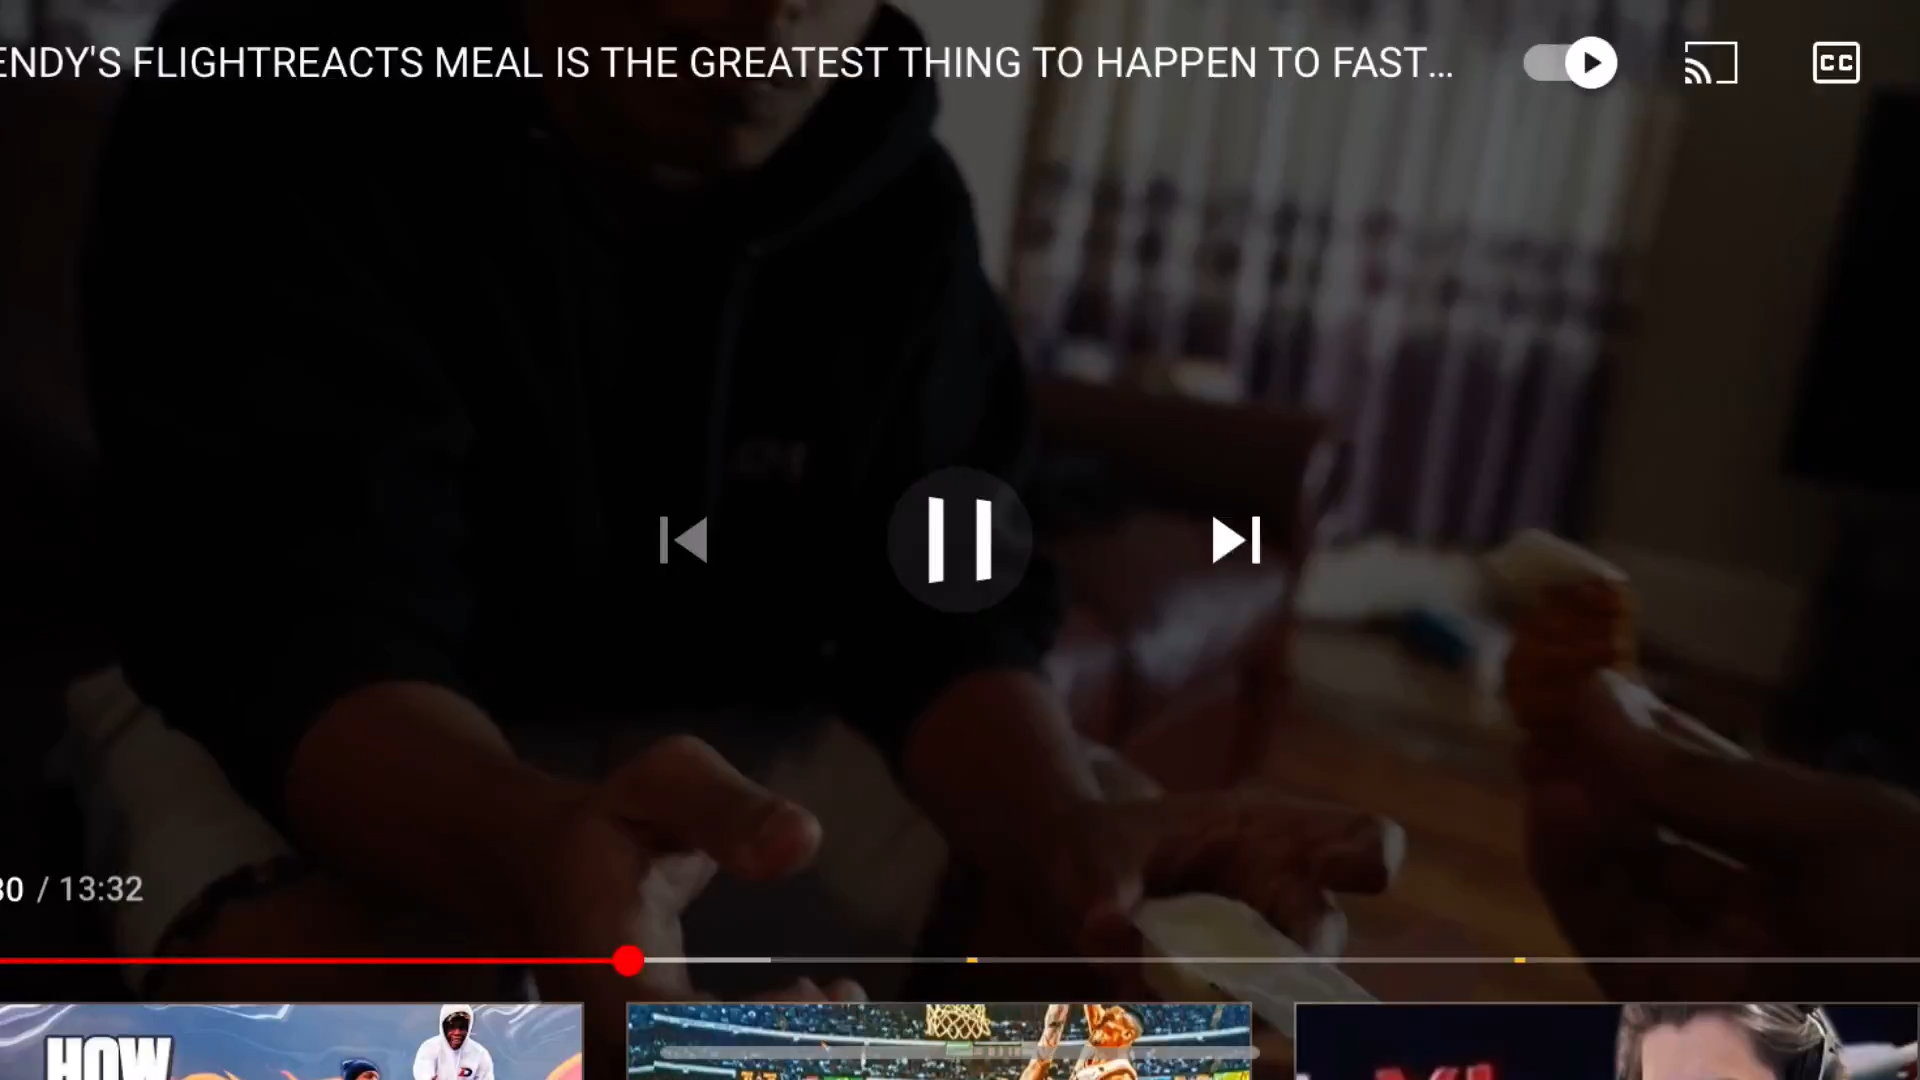 ENDY'S FLIGHTREACTS MEAL IS THE GREATEST THING TO HAPPEN TO FAST...
CC
30 / 13:32
HOW